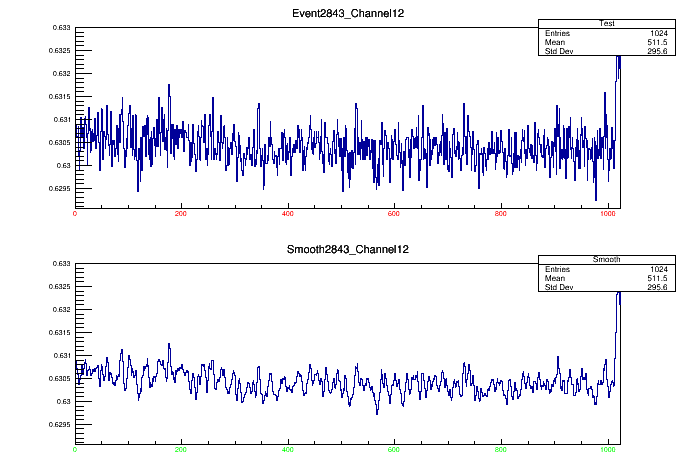 Event2843_Channel12
Test
Entries 1024
Mean 511.5
Std Dev 295.6
0.633
0.6325
0.632
0.6315
0.631
0.6305
0.63
0.6295
0 200 400 600 800 1000
Smooth2843_Channel12
Smooth
Entries 1024
Mean 511.5
Std Dev 295.6
0.633
0.6325
0.632
0.6315
0.631
0.6305
0.63
0.6295
0 200 400 600 800 1000